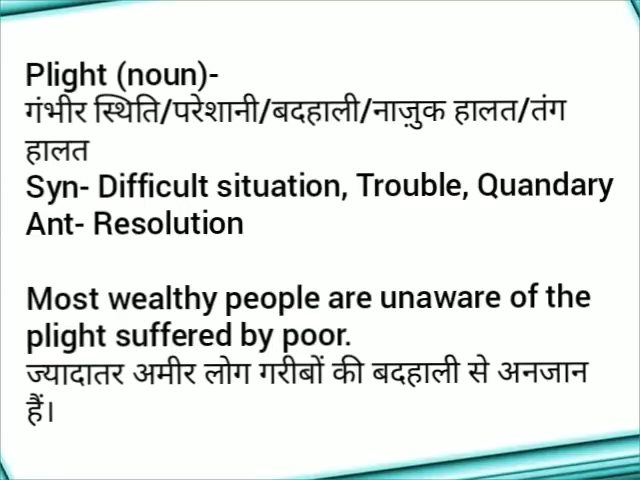 Plight (noun)-
गंभीर स्थिति/परेशानी/बदहाली/नाज़ुक हालत/तंग
हालत
Syn- Difficult situation, Trouble, Quandary
Ant- Resolution
Most wealthy people are unaware of the
plight suffered by poor.
ज्यादातर अमीर लोग गरीबों की बदहाली से अनजान
हैं।